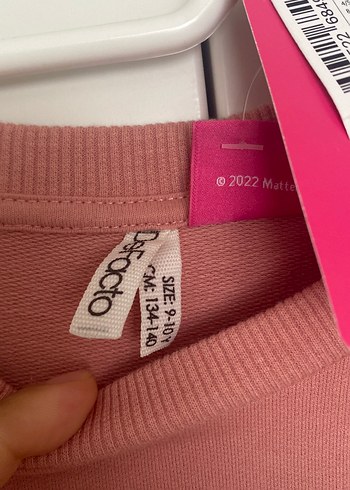 © 2022 Matte
DeFacto
SIZE: 9-10Y
CM: 134-140